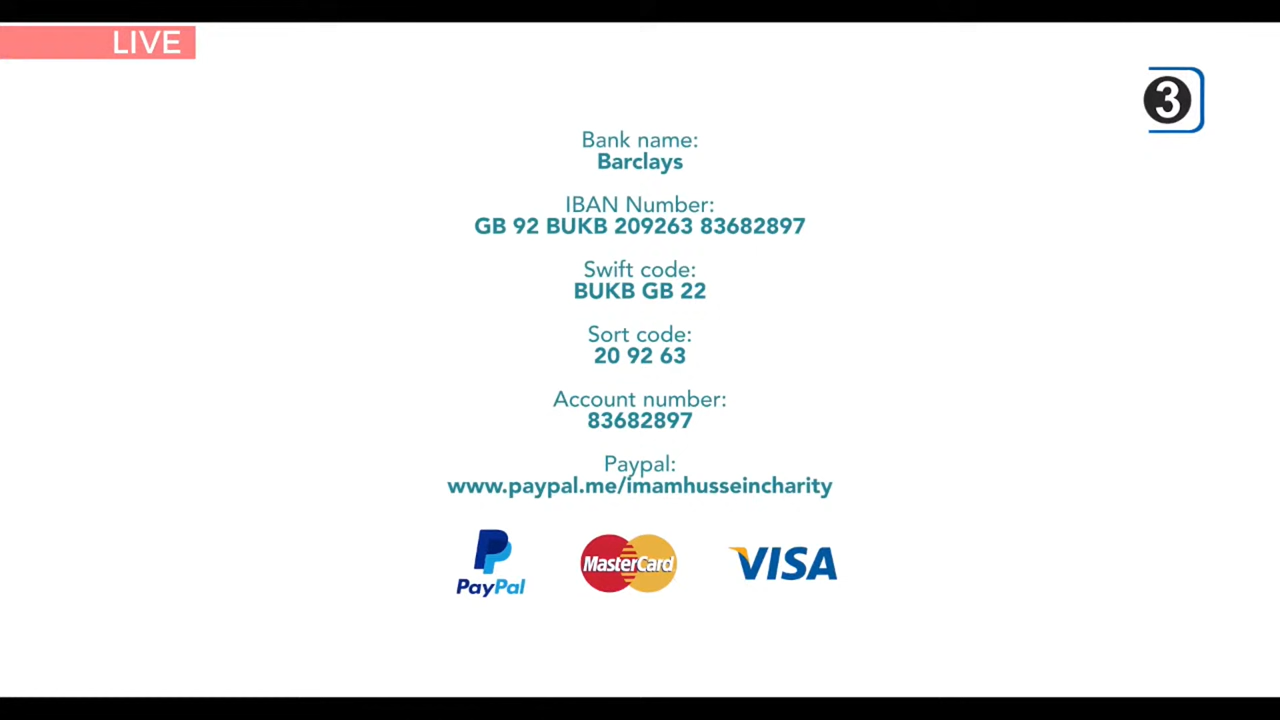 LIVE
3
Bank name:
Barclays
IBAN Number:
GB 92 BUKB 209263 83682897
Swift code:
BUKB GB 22
Sort code:
20 92 63
Account number:
83682897
Paypal:
www.paypal.me/imamhusseincharity
PayPal MasterCard VISA